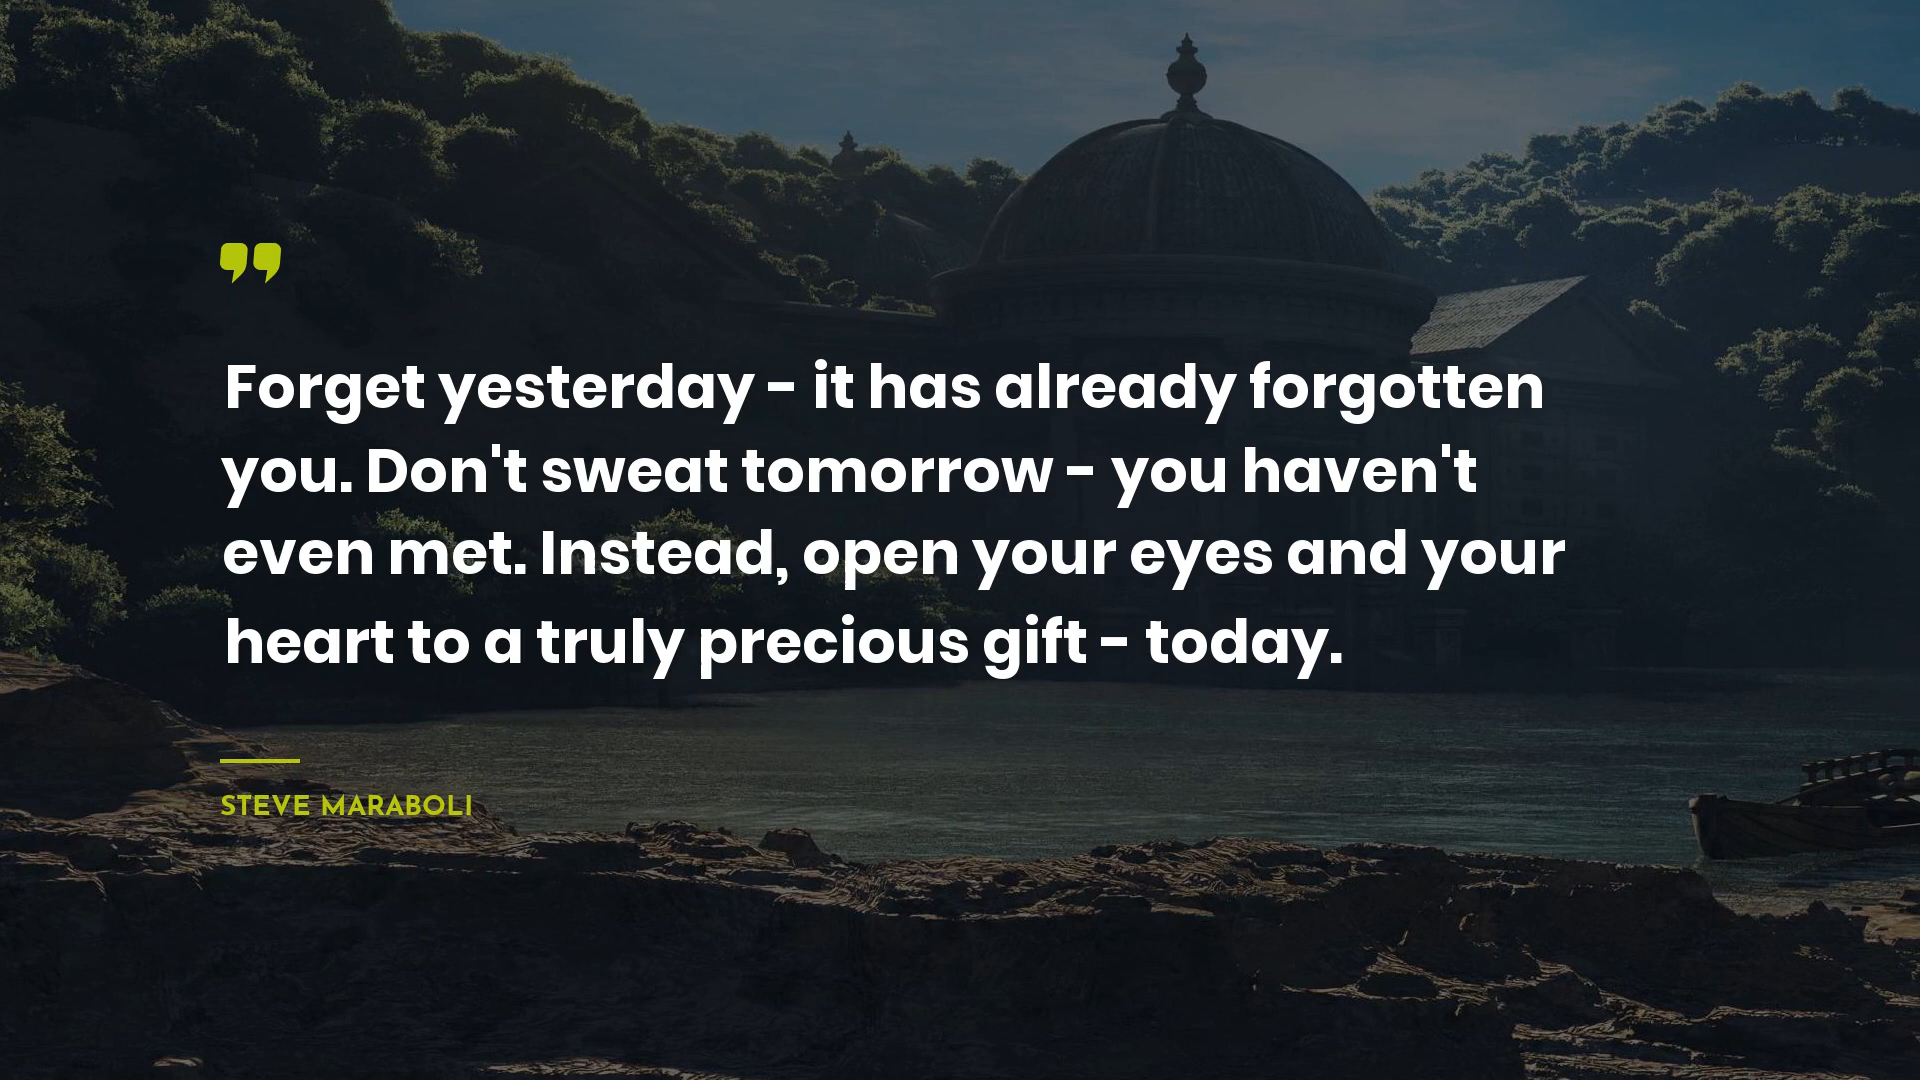 Forget yesterday - it has already forgotten
you. Don't sweat tomorrow - you haven't
even met. Instead, open your eyes and your
heart to a truly precious gift - today.
STEVE MARABOLI